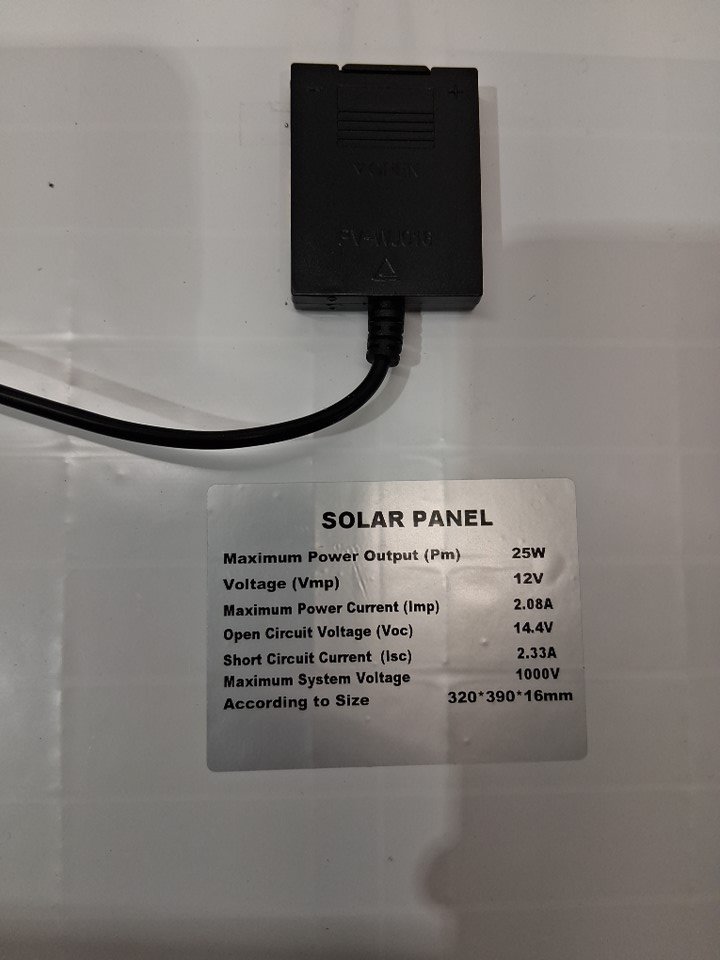 - +
SOLAR PANEL
Maximum Power Output (Pm) 25W
Voltage (Vmp) 12V
Maximum Power Current (Imp) 2.08A
Open Circuit Voltage (Voc) 14.4V
Short Circuit Current (Isc) 2.33A
Maximum System Voltage 1000V
According to Size 320*390*16mm